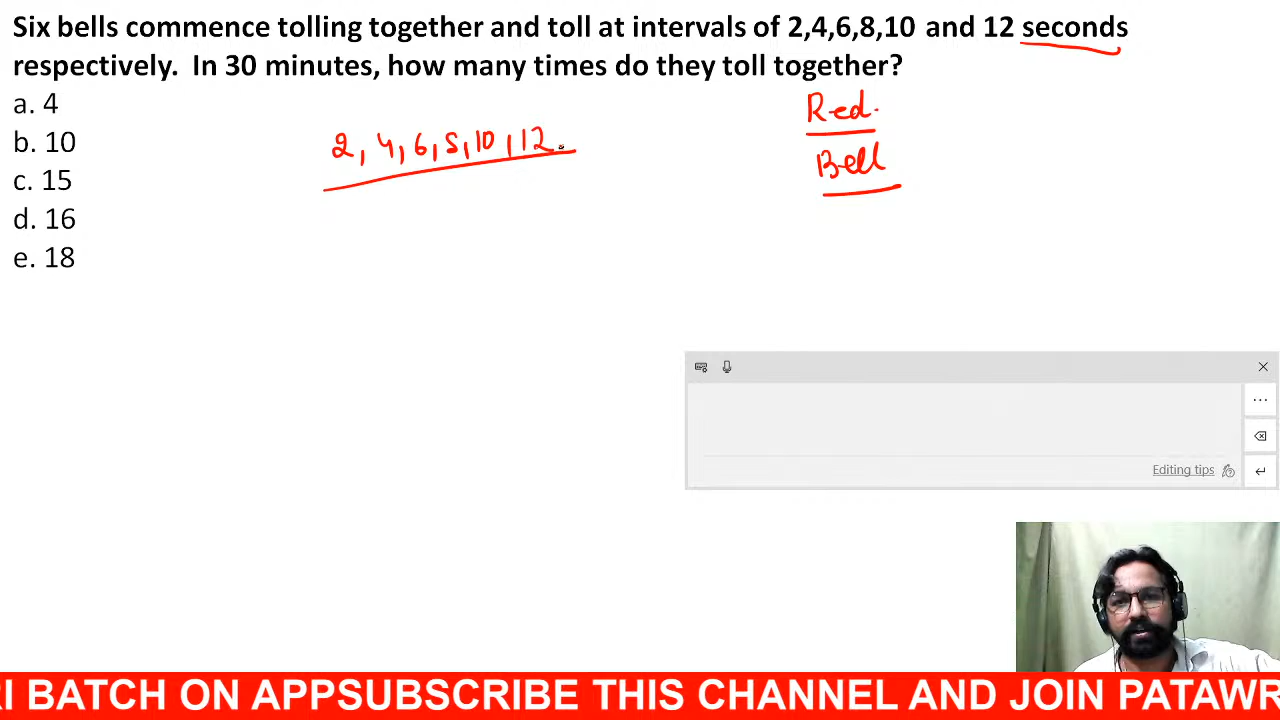 Six bells commence tolling together and toll at intervals of 2,4,6,8,10 and 12 seconds
respectively. In 30 minutes, how many times do they toll together?
a. 4
b. 10
c. 15
d. 16
e. 18
2, 4, 6, 8, 10, 12
Red.
Bell
Editing tips
RI BATCH ON APPSUBSCRIBE THIS CHANNEL AND JOIN PATAWR